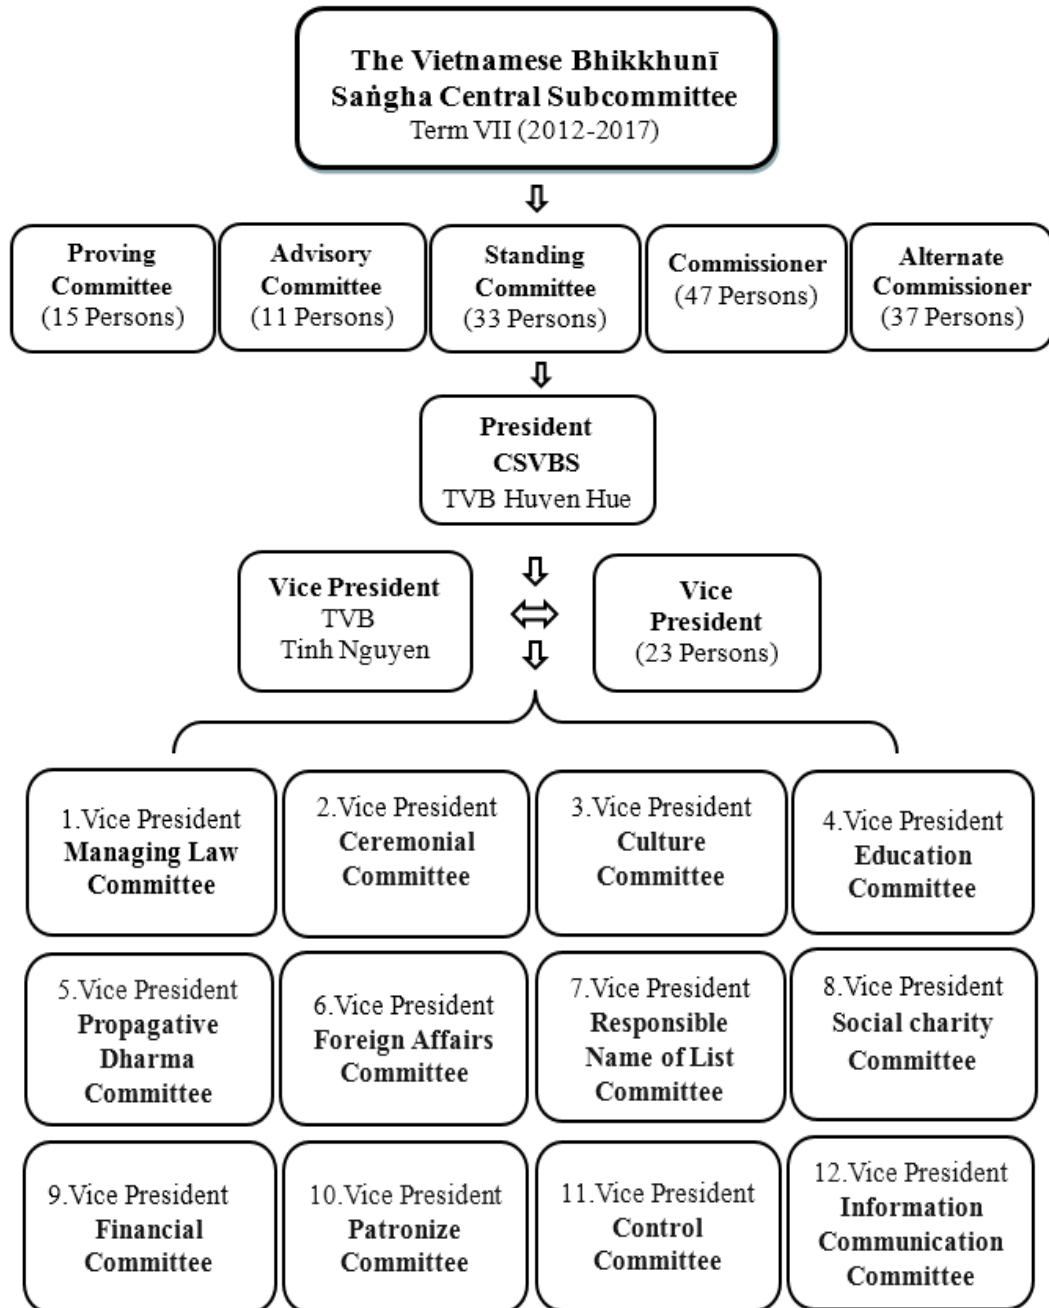 The Vietnamese Bhikkhunī
Saṅgha Central Subcommittee
Term VII (2012-2017)
Proving
Committee
(15 Persons)
Advisory
Committee
(11 Persons)
Standing
Committee
(33 Persons)
Commissioner
(47 Persons)
Alternate
Commissioner
(37 Persons)
President
CSVBS
TVB Huven Hue
Vice President
TVB
Tinh Nguyen
Vice
President
(23 Persons)
1.Vice President
Managing Law
Committee
2.Vice President
Ceremonial
Committee
3.Vice President
Culture
Committee
4.Vice President
Education
Committee
5.Vice President
Propagative
Dharma
Committee
6.Vice President
Foreign Affairs
Committee
7.Vice President
Responsible
Name of List
Committee
8.Vice President
Social charity
Committee
9.Vice President
Financial
Committee
10.Vice President
Patronize
Committee
11.Vice President
Control
Committee
12.Vice President
Information
Communication
Committee